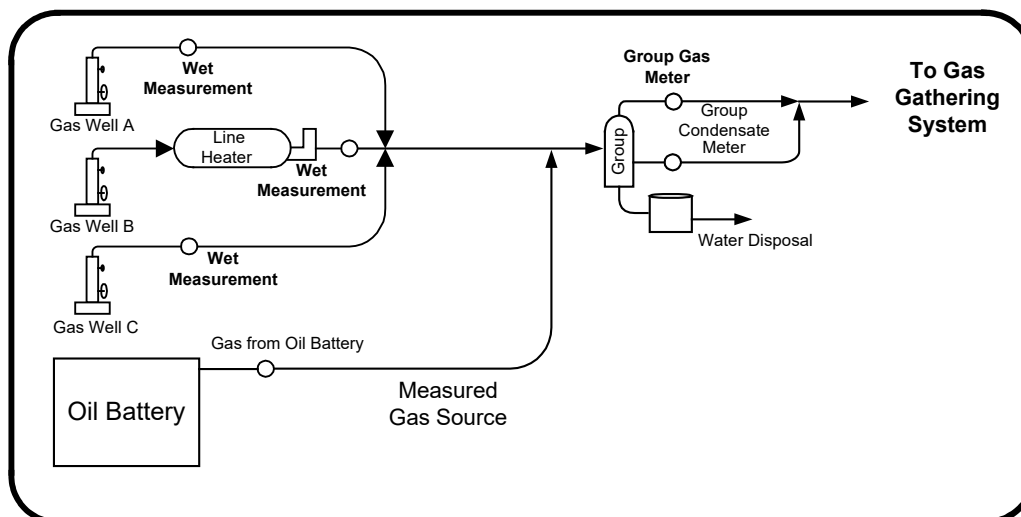 Wet
Measurement
Gas Well A
Line
Heater
Wet
Measurement
Gas Well B
Wet
Measurement
Gas Well C
Group Gas
Meter
Group
Condensate
Meter
Group
Water Disposal
To Gas
Gathering
System
Gas from Oil Battery
Measured
Gas Source
Oil Battery